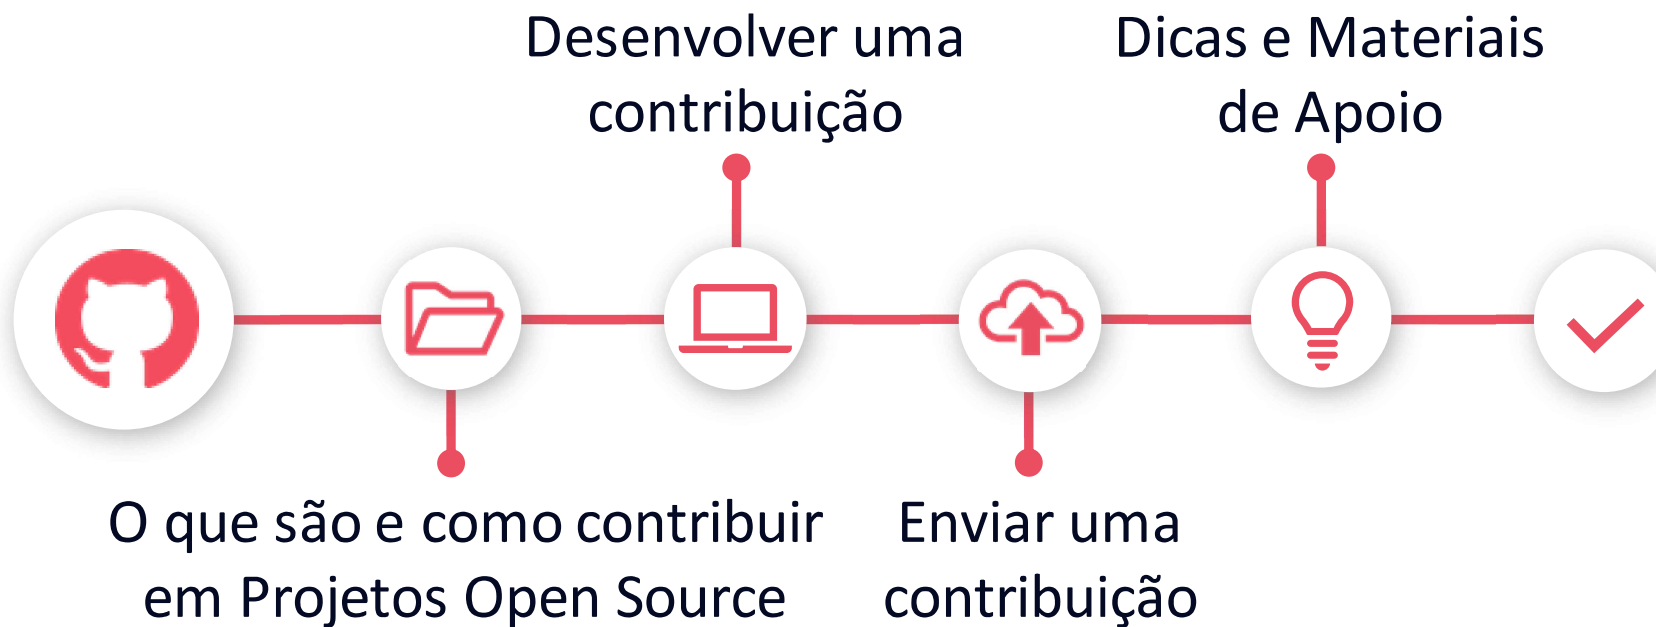 Desenvolver uma
contribuição
Dicas e Materiais
de Apoio
O que são e como contribuir
em Projetos Open Source
Enviar uma
contribuição